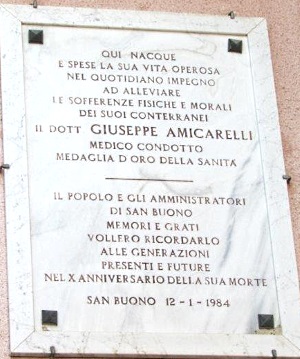 QUI NACQUE
E SPESE LA SUA VITA OPEROSA
NEL QUOTIDIANO IMPEGNO
AD ALLEVIARE
LE SOFFERENZE FISICHE E MORALI
DEI SUOI CONTERRANEI
IL DOTT GIUSEPPE AMICARELLI
MEDICO CONDOTTO
MEDAGLIA D'ORO DELLA SANITÀ
IL POPOLO E GLI AMMINISTRATORI
DI SAN BUONO
MEMORI E GRATI
VOLLERO RICORDARLO
ALLE GENERAZIONI
PRESENTI E FUTURE
NEL X ANNIVERSARIO DELLA SUA MORTE
SAN BUONO 12-1-1984